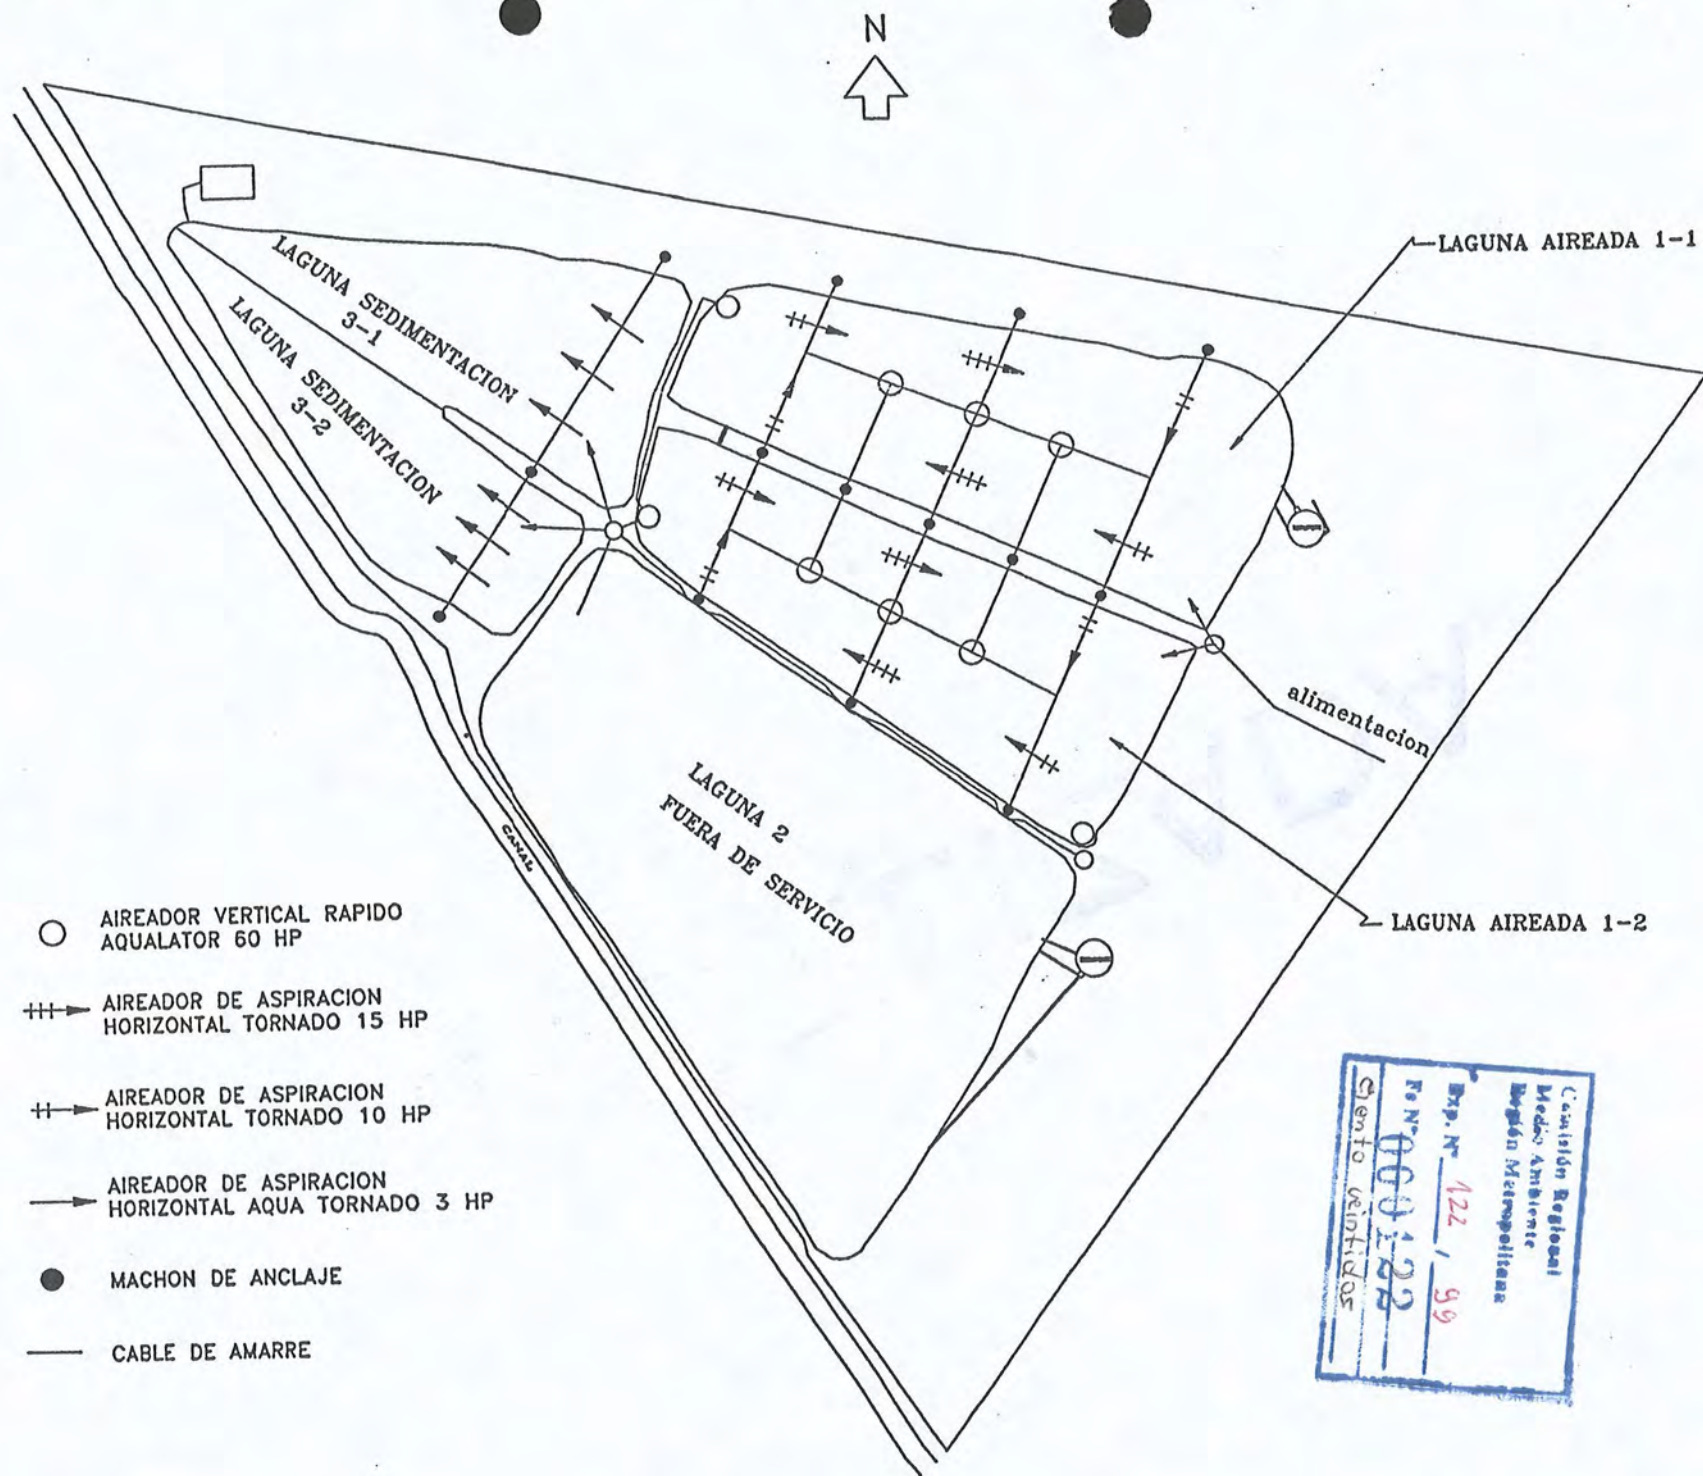 N
LAGUNA AIREADA 1-1
LAGUNA SEDIMENTACION
3-1
LAGUNA SEDIMENTACION
3-2
alimentacion
LAGUNA 2
FUERA DE SERVICIO
CANAL
LAGUNA AIREADA 1-2
AIREADOR VERTICAL RAPIDO
AQUALATOR 60 HP
AIREADOR DE ASPIRACION
HORIZONTAL TORNADO 15 HP
AIREADOR DE ASPIRACION
HORIZONTAL TORNADO 10 HP
AIREADOR DE ASPIRACION
HORIZONTAL AQUA TORNADO 3 HP
MACHON DE ANCLAJE
CABLE DE AMARRE
Comisión Regional
Medio Ambiente
Región Metropolitana
Exp. Nº 122 / 99
Fº Nº 000122
Ciento veintidos